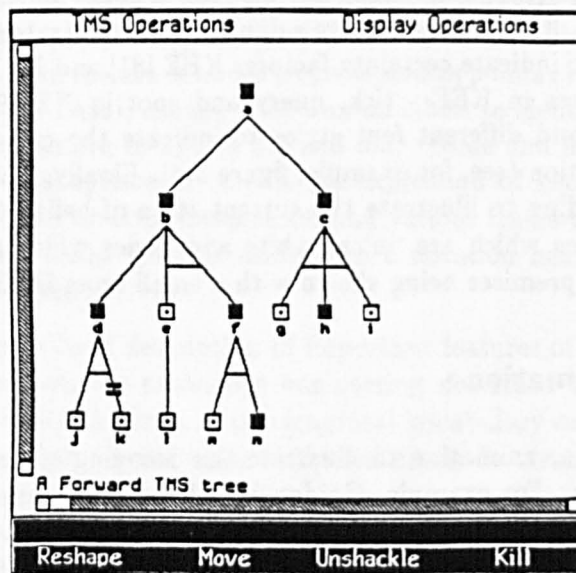 TMS Operations Display Operations
a
b c
d e f g h i
j k l m n
A Forward TMS tree
Reshape Move Unshackle Kill